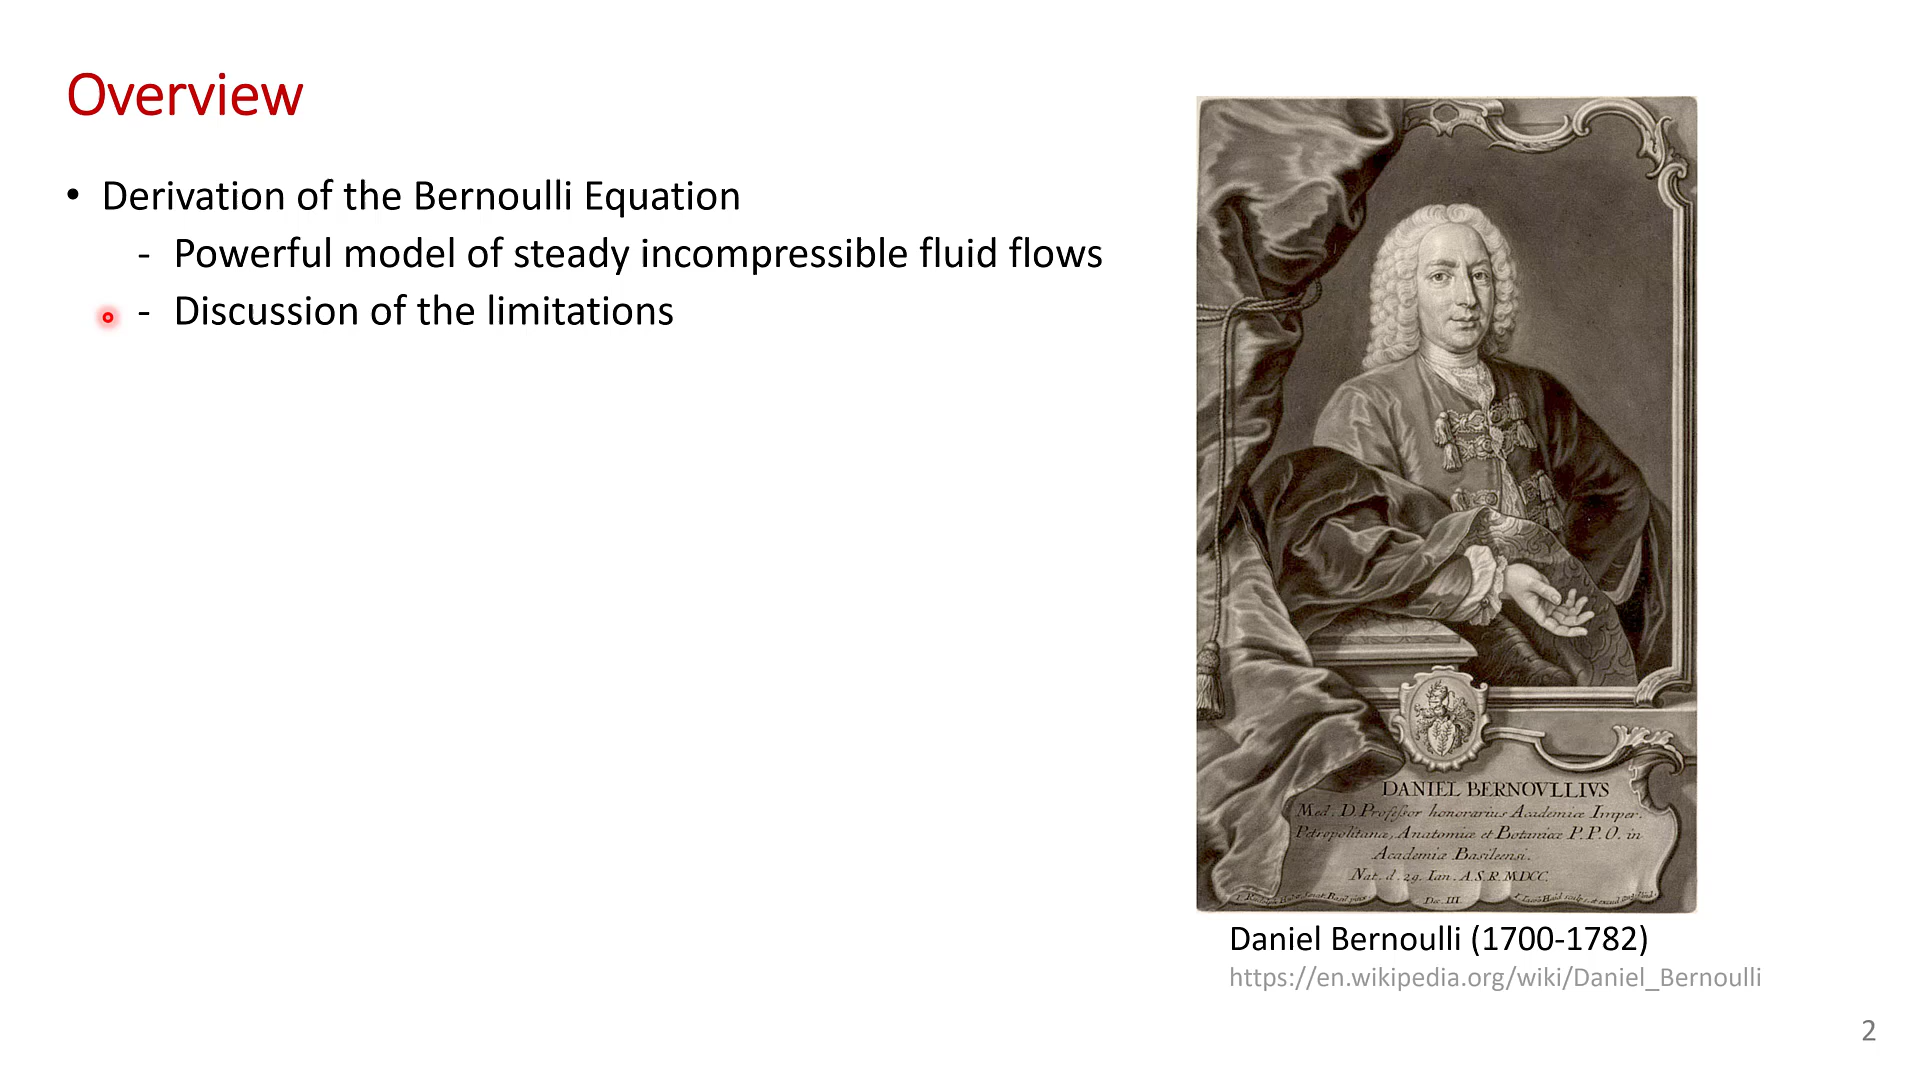 Overview
• Derivation of the Bernoulli Equation
- Powerful model of steady incompressible fluid flows
- Discussion of the limitations
DANIEL BERNOVLLIVS
Med. D. Professor honorarius Academiæ Imper.
Petropolitanæ, Anatomiæ et Botanicæ P. P. O. in
Academia Basileensi.
Nat. d. 29. Ian. A. S. R. MDCC.
Dec. III.
Daniel Bernoulli (1700-1782)
https://en.wikipedia.org/wiki/Daniel_Bernoulli
2